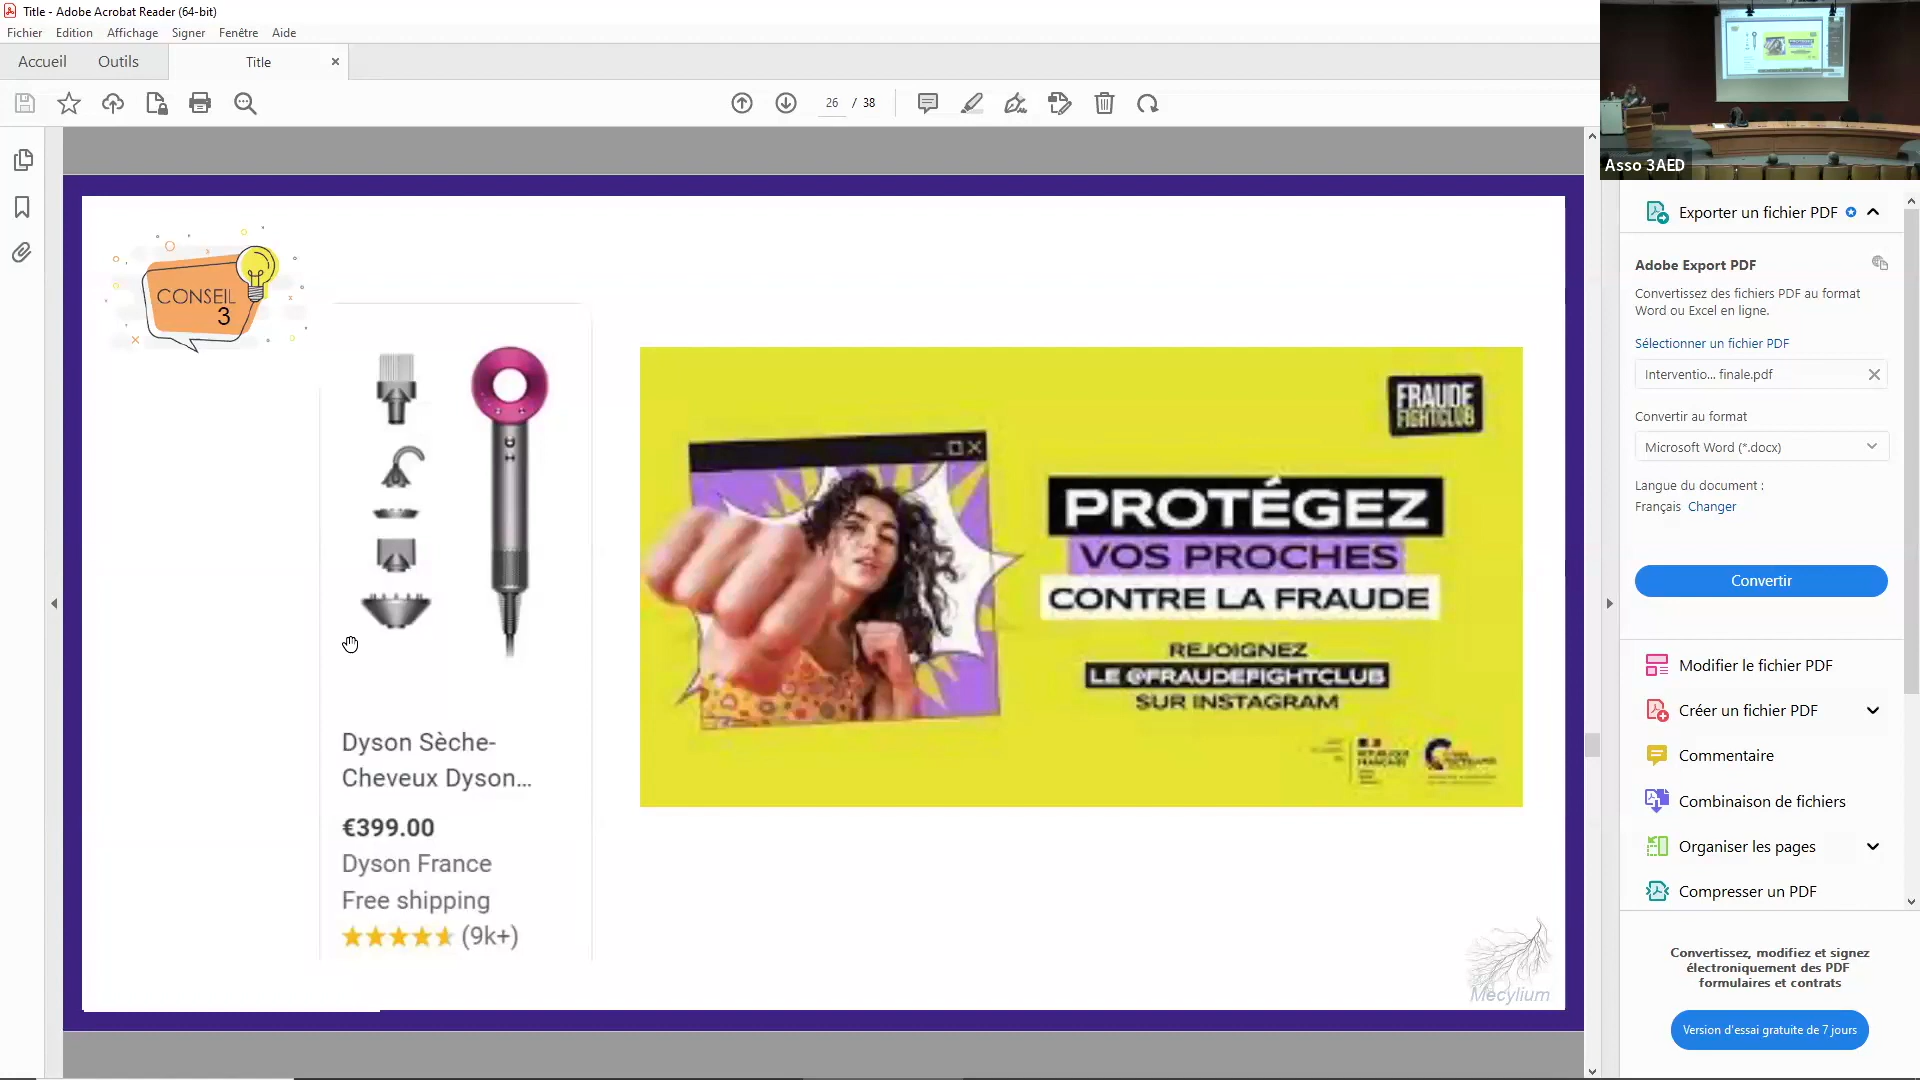 Title - Adobe Acrobat Reader (64-bit)
Fichier Edition Affichage Signer Fenêtre Aide
Accueil Outils Title
26 / 38
Asso 3AED
CONSEIL
3
Dyson Sèche-
Cheveux Dyson...
€399.00
Dyson France
Free shipping
(9k+)
FRAUDE
FIGHTCLUB
PROTÉGEZ
VOS PROCHES
CONTRE LA FRAUDE
REJOIGNEZ
LE @FRAUDEFIGHTCLUB
SUR INSTAGRAM
RÉPUBLIQUE
FRANÇAISE
Mecylium
Exporter un fichier PDF
Adobe Export PDF
Convertissez des fichiers PDF au format
Word ou Excel en ligne.
Sélectionner un fichier PDF
Interventio... finale.pdf
Convertir au format
Microsoft Word (*.docx)
Langue du document :
Français Changer
Convertir
Modifier le fichier PDF
Créer un fichier PDF
Commentaire
Combinaison de fichiers
Organiser les pages
Compresser un PDF
Convertissez, modifiez et signez
électroniquement des PDF
formulaires et contrats
Version d'essai gratuite de 7 jours